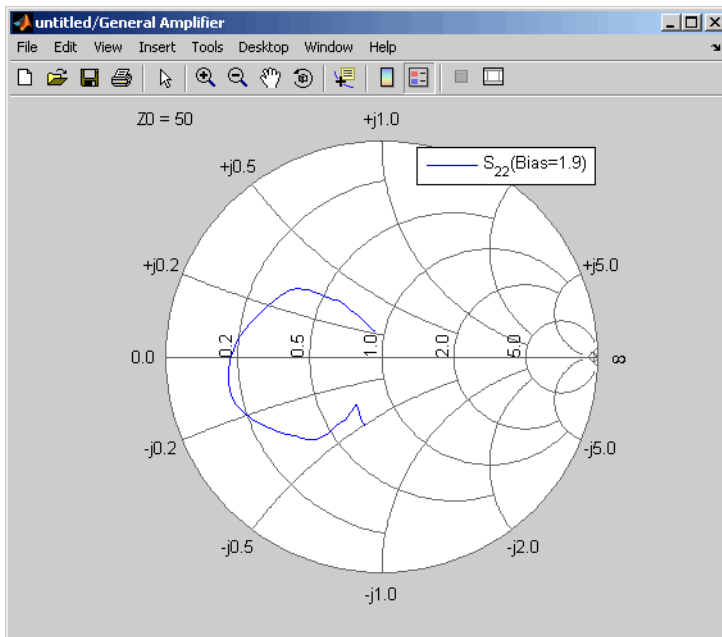 untitled/General Amplifier
File Edit View Insert Tools Desktop Window Help
Z0 = 50
+j1.0
S22(Bias=1.9)
+j0.5
+j0.2
+j5.0
0.0
0.2
0.5
1.0
2.0
5.0
∞
-j0.2
-j5.0
-j0.5
-j2.0
-j1.0